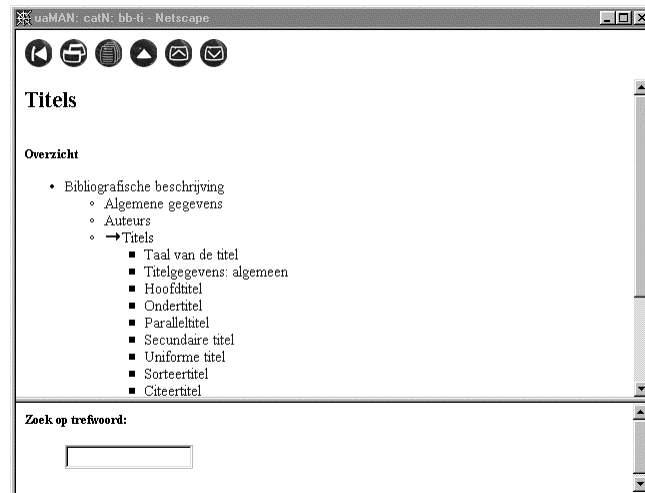 uaMAN: catN: bb-ti - Netscape
Titels
Overzicht
Bibliografische beschrijving
Algemene gegevens
Auteurs
Titels
Taal van de titel
Titelgegevens: algemeen
Hoofdtitel
Ondertitel
Paralleltitel
Secundaire titel
Uniforme titel
Sorteertitel
Citeertitel
Zoek op trefwoord: